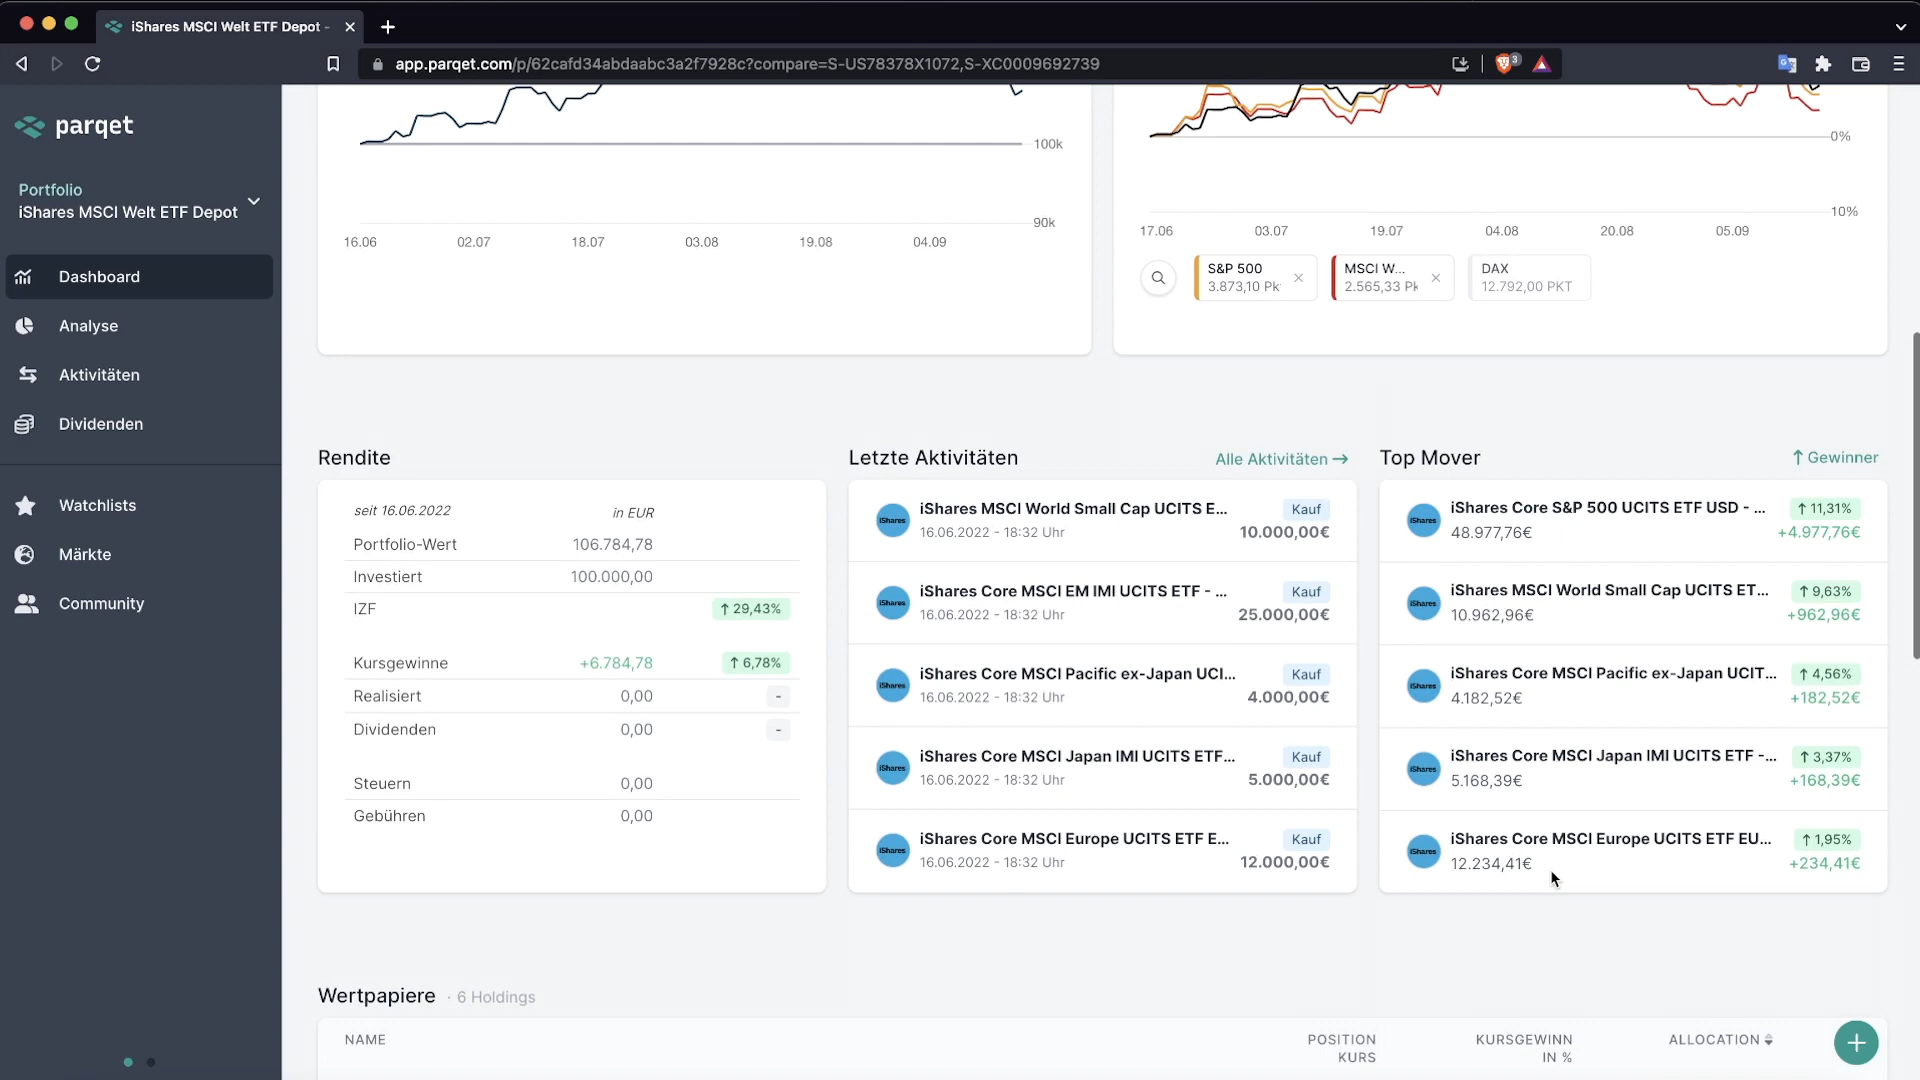 iShares MSCI Welt ETF Depot -
app.parqet.com/p/62cafd34abdaabc3a2f7928c?compare=S-US78378X1072,S-XC0009692739
3
parqet
Portfolio
iShares MSCI Welt ETF Depot
Dashboard
Analyse
Aktivitäten
Dividenden
Watchlists
Märkte
Community
100k
90k
16.06 02.07 18.07 03.08 19.08 04.09
0%
10%
17.06 03.07 19.07 04.08 20.08 05.09
S&P 500
3.873,10 Pk
MSCI W...
2.565,33 Pk
DAX
12.792,00 PKT
Rendite
seit 16.06.2022 in EUR
Portfolio-Wert 106.784,78
Investiert 100.000,00
IZF ↑ 29,43%
Kursgewinne +6.784,78 ↑ 6,78%
Realisiert 0,00 -
Dividenden 0,00 -
Steuern 0,00
Gebühren 0,00
Letzte Aktivitäten Alle Aktivitäten →
iShares MSCI World Small Cap UCITS E... Kauf
16.06.2022 - 18:32 Uhr 10.000,00€
iShares Core MSCI EM IMI UCITS ETF - ... Kauf
16.06.2022 - 18:32 Uhr 25.000,00€
iShares Core MSCI Pacific ex-Japan UCI... Kauf
16.06.2022 - 18:32 Uhr 4.000,00€
iShares Core MSCI Japan IMI UCITS ETF... Kauf
16.06.2022 - 18:32 Uhr 5.000,00€
iShares Core MSCI Europe UCITS ETF E... Kauf
16.06.2022 - 18:32 Uhr 12.000,00€
iShares
iShares
iShares
iShares
iShares
Top Mover ↑ Gewinner
iShares Core S&P 500 UCITS ETF USD - ... ↑ 11,31%
48.977,76€ +4.977,76€
iShares MSCI World Small Cap UCITS ET... ↑ 9,63%
10.962,96€ +962,96€
iShares Core MSCI Pacific ex-Japan UCIT... ↑ 4,56%
4.182,52€ +182,52€
iShares Core MSCI Japan IMI UCITS ETF -... ↑ 3,37%
5.168,39€ +168,39€
iShares Core MSCI Europe UCITS ETF EU... ↑ 1,95%
12.234,41€ +234,41€
iShares
iShares
iShares
iShares
iShares
Wertpapiere · 6 Holdings
NAME POSITION KURSGEWINN ALLOCATION
KURS IN %